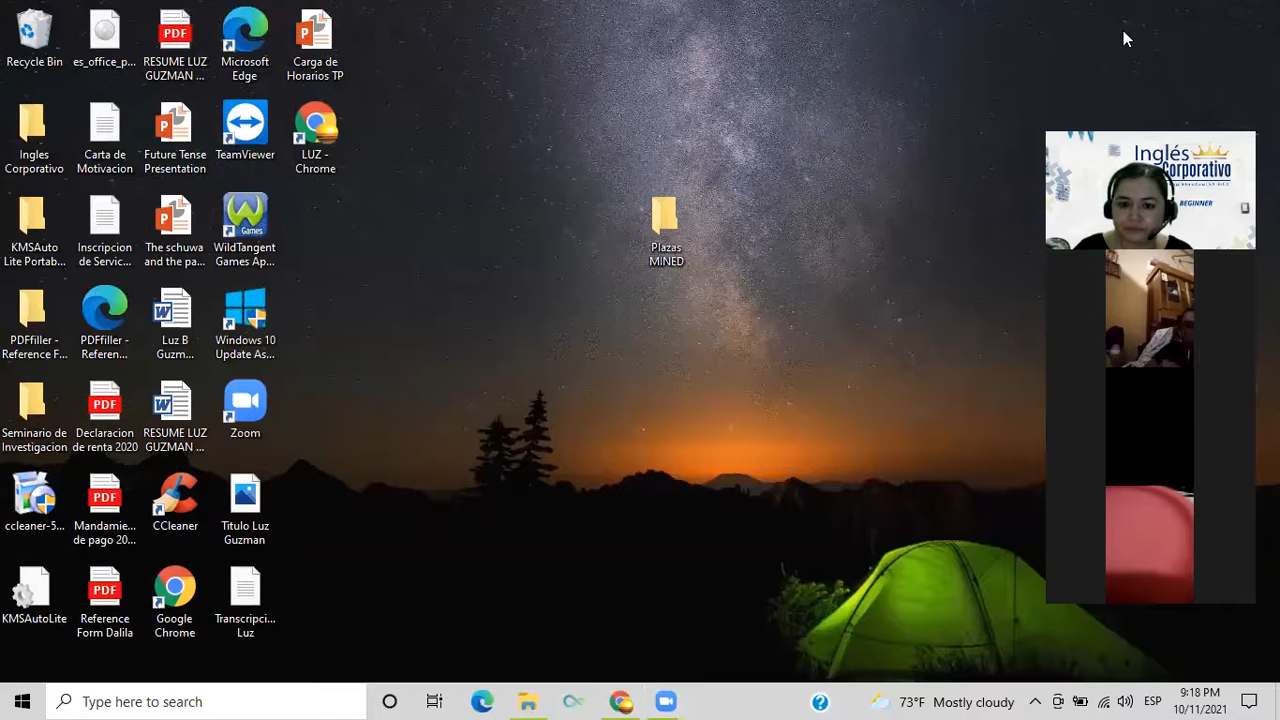 Recycle Bin
es_office_p...
RESUME LUZ
GUZMAN ...
Microsoft
Edge
Carga de
Horarios TP
Ingles
Corporativo
Carta de
Motivacion
Future Tense
Presentation
TeamViewer
LUZ -
Chrome
KMSAuto
Lite Portab...
Inscripcion
de Servic...
The schuwa
and the pa...
WildTangent
Games Ap...
Plazas
MINED
PDFfiller -
Reference F...
PDFfiller -
Referen...
Luz B
Guzm...
Windows 10
Update As...
Seminario de
Investigacion
Declaracion
de renta 2020
RESUME LUZ
GUZMAN ...
Zoom
ccleaner-5...
Mandamie...
de pago 20...
CCleaner
Titulo Luz
Guzman
KMSAutoLite
Reference
Form Dalila
Google
Chrome
Transcripci...
Luz
Inglés
Corporativo
BEGINNER
Type here to search
73°F Mostly cloudy
ESP
9:18 PM
10/11/2021